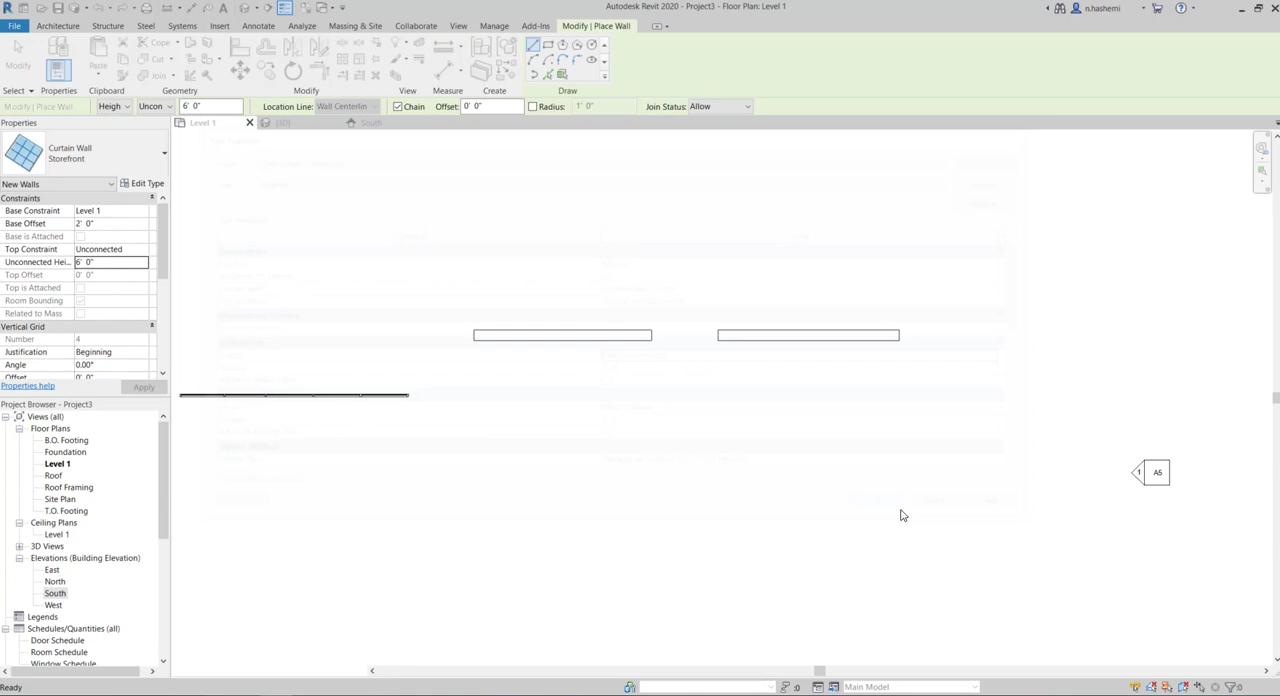 Autodesk Revit 2020 - Project3 - Floor Plan: Level 1
n.hashemi
File Architecture Structure Steel Systems Insert Annotate Analyze Massing & Site Collaborate View Manage Add-Ins Modify | Place Wall
Modify
Paste
Cope
Cut
Join
Select Properties Clipboard Geometry Modify View Measure Create Draw
Modify | Place Wall Heigh Uncon 6' 0" Location Line: Wall Centerlin Chain Offset: 0' 0" Radius: 1' 0" Join Status: Allow
Properties
Level 1
{3D}
South
Curtain Wall
Storefront
New Walls Edit Type
Constraints
Base Constraint Level 1
Base Offset 2' 0"
Base is Attached
Top Constraint Unconnected
Unconnected Hei... 6' 0"
Top Offset 0' 0"
Top is Attached
Room Bounding
Related to Mass
Vertical Grid
Number 4
Justification Beginning
Angle 0.00°
Offset 0' 0"
Properties help Apply
Project Browser - Project3
Views (all)
Floor Plans
B.O. Footing
Foundation
Level 1
Roof
Roof Framing
Site Plan
T.O. Footing
Ceiling Plans
Level 1
3D Views
Elevations (Building Elevation)
East
North
South
West
Legends
Schedules/Quantities (all)
Door Schedule
Room Schedule
Window Schedule
1 A5
Ready
:0
Main Model
:0